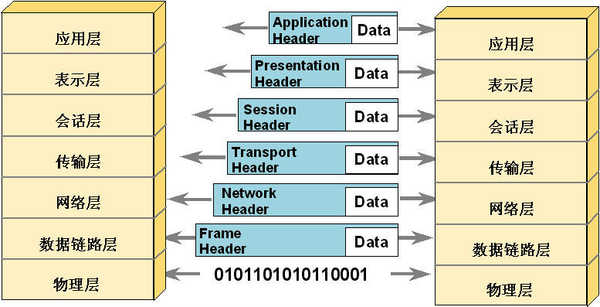 应用层
Application
Header
Data
应用层
表示层
Presentation
Header
Data
表示层
会话层
Session
Header
Data
会话层
传输层
Transport
Header
Data
传输层
网络层
Network
Header
Data
网络层
数据链路层
Frame
Header
Data
数据链路层
物理层
0101101010110001
物理层